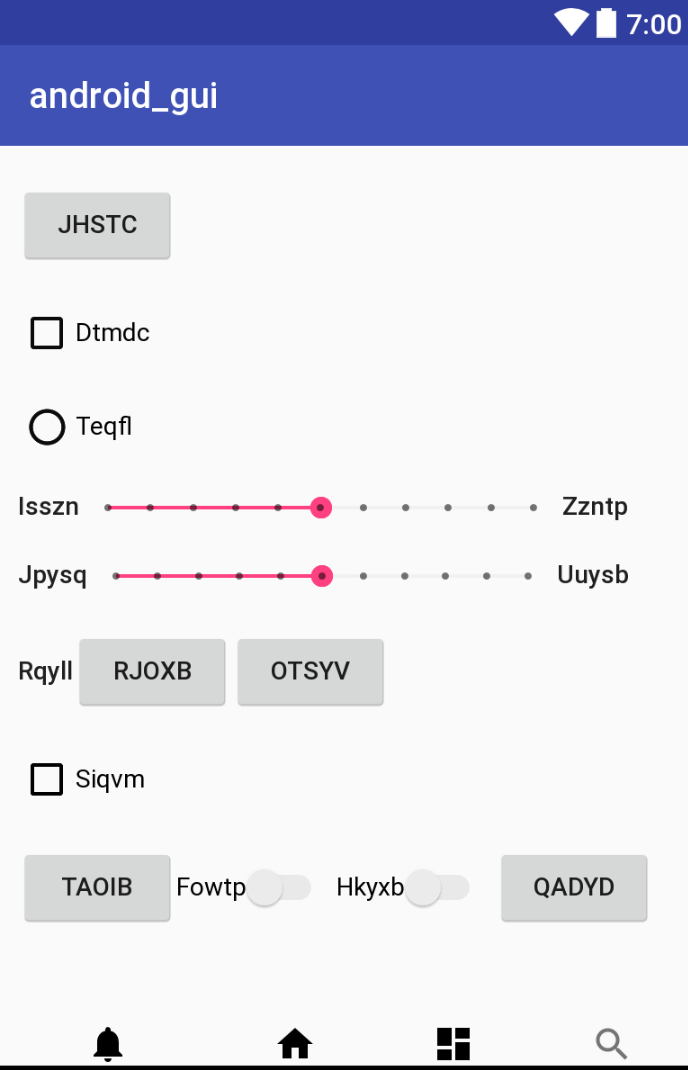 7:00
android_gui
JHSTC
Dtmdc
Teqfl
Isszn Zzntp
Jpysq Uuysb
Rqyll RJOXB OTSYV
Siqvm
TAOIB Fowtp Hkyxb QADYD